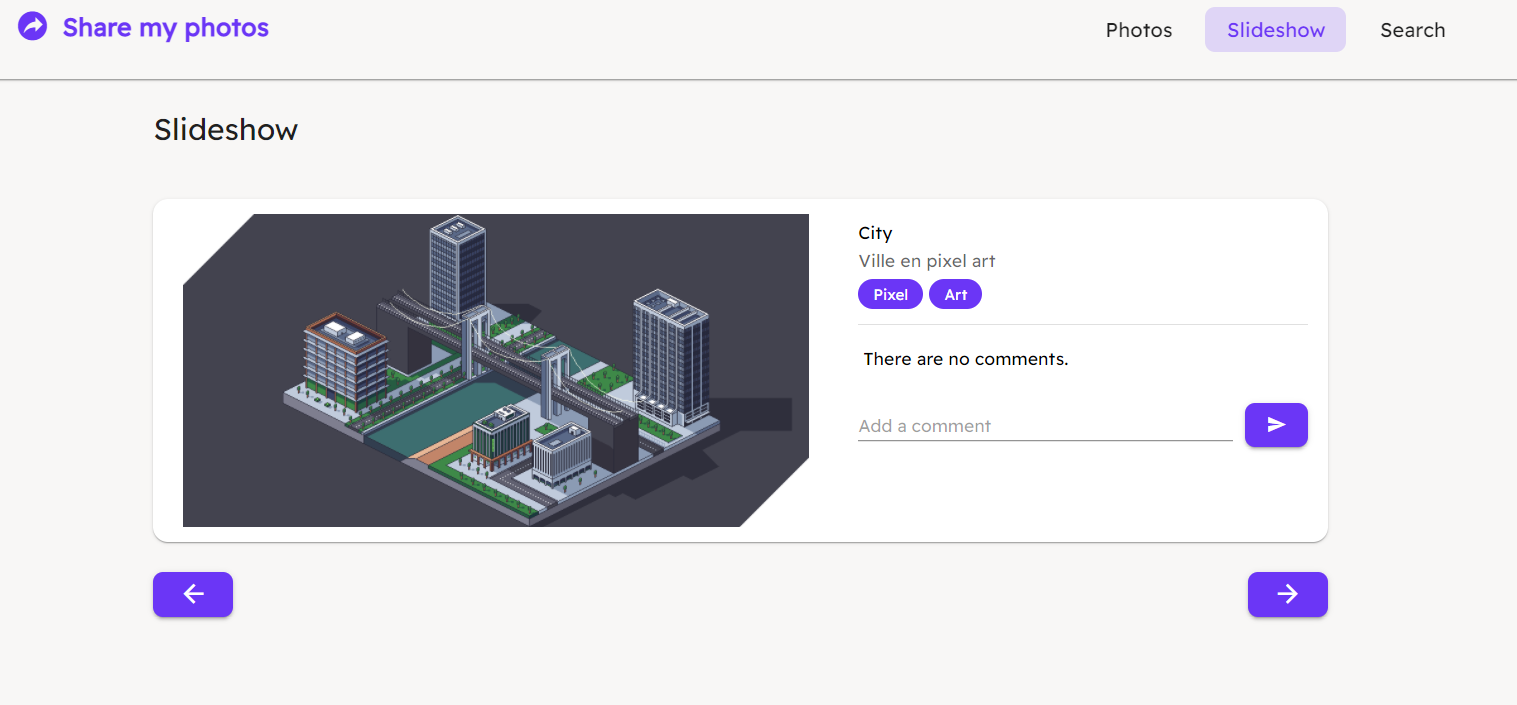 Share my photos
Photos
Slideshow
Search
Slideshow
City
Ville en pixel art
Pixel
Art
There are no comments.
Add a comment